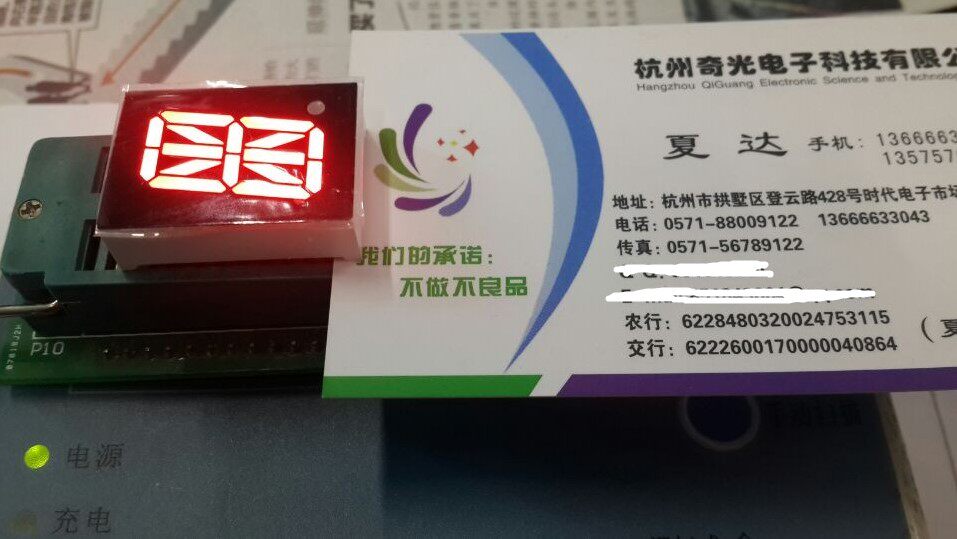 杭州奇光电子科技有限公
Hangzhou QiGuang Electronic Science and Technolo
夏 达 手机：1366663
135757
地址：杭州市拱墅区登云路428号时代电子市场
电话：0571-88009122 13666633043
传真：0571-56789122
我们的承诺：
不做不良品
农行：6228480320024753115
交行：6222600170000040864
（夏
P10
电源
充电